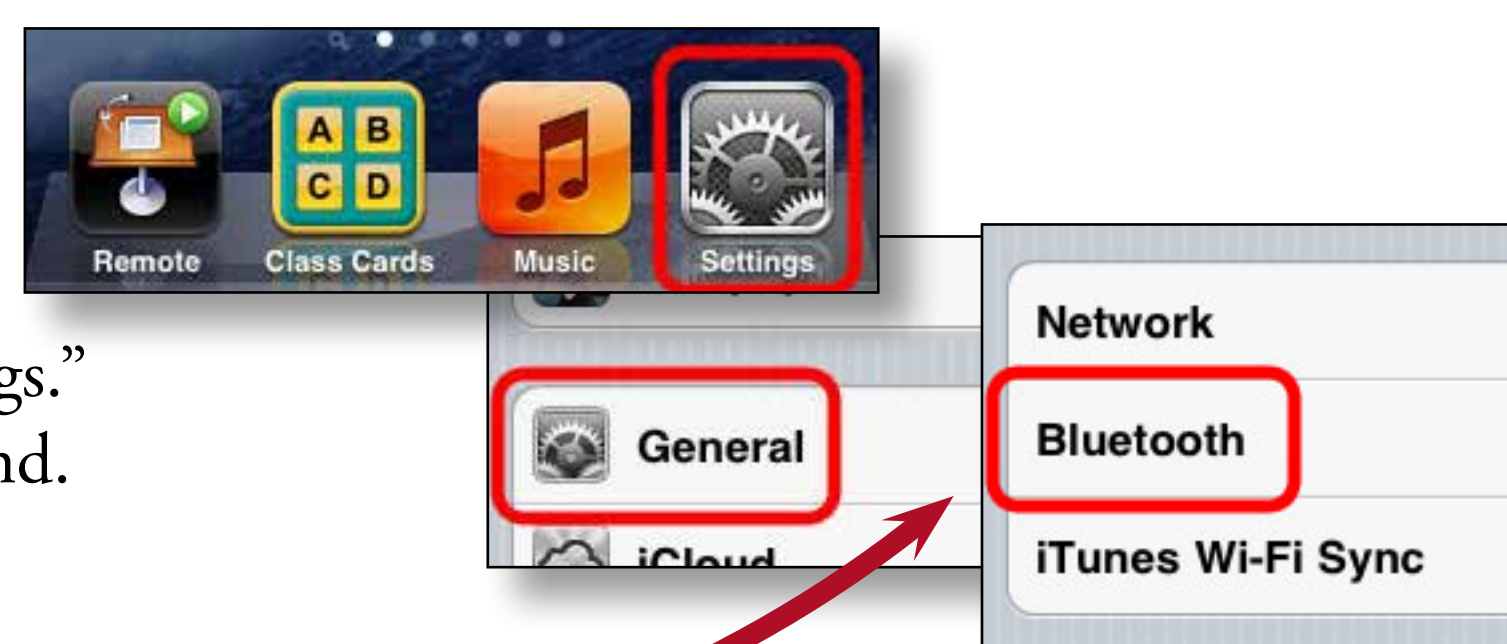 A B
C D
Remote Class Cards Music Settings
Network
gs.”
General
Bluetooth
nd.
iCloud
iTunes Wi-Fi Sync